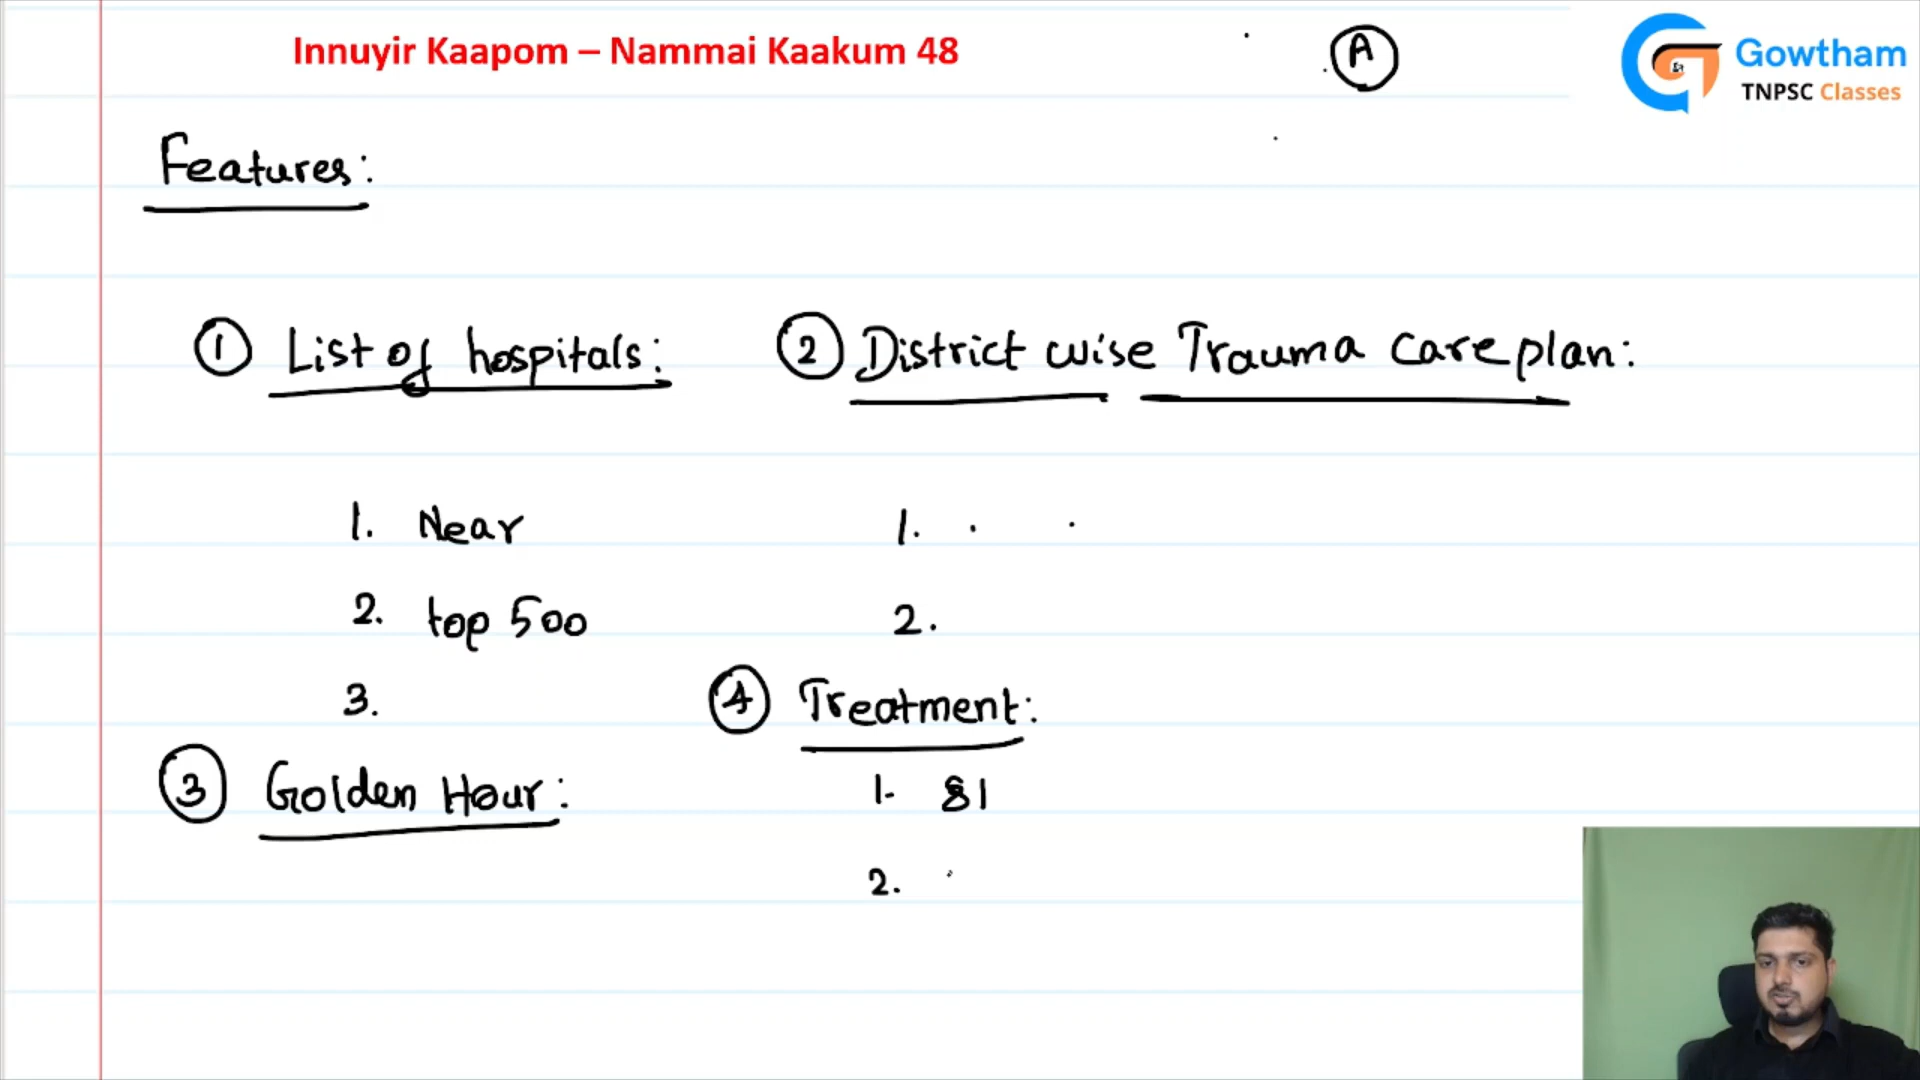 Innuyir Kaapom – Nammai Kaakum 48
A
Gowtham
TNPSC Classes
Features:
1 List of hospitals:
2 District wise Trauma care plan:
1. Near
2. top 500
3.
1.
2.
3 Golden Hour:
4 Treatment:
1. 81
2.